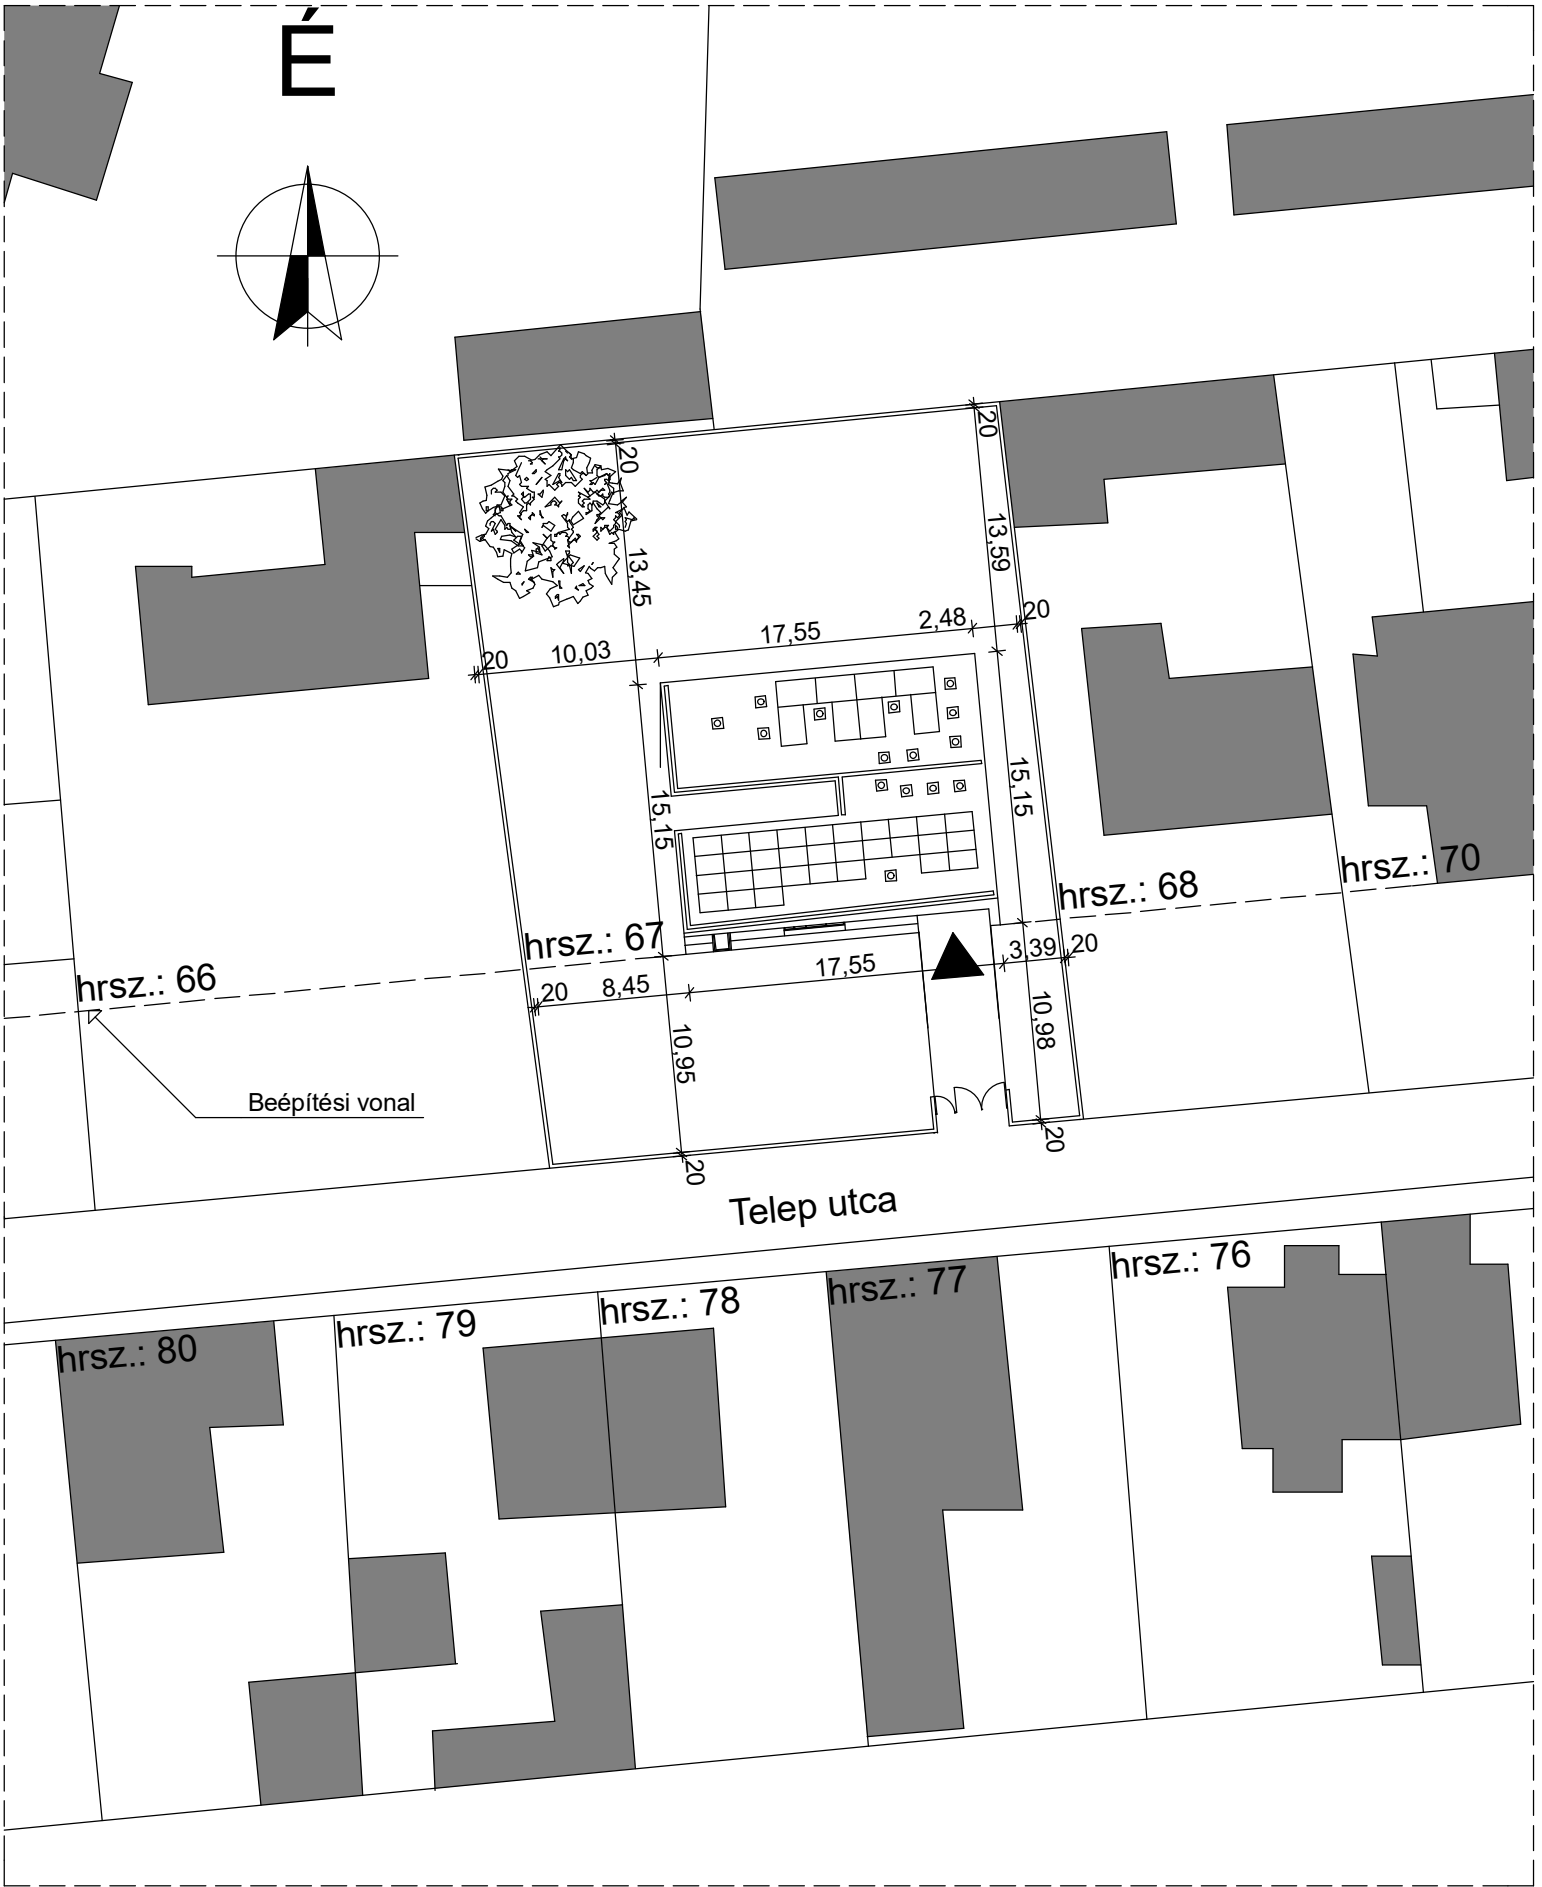 É
20
20
13,45
13,59
20 10,03 17,55 2,48 20
15,15
15,15
hrsz.: 66
hrsz.: 67
hrsz.: 68
hrsz.: 70
20 8,45 17,55 3,39 20
10,95
10,98
Beépítési vonal
20
20
Telep utca
hrsz.: 80
hrsz.: 79
hrsz.: 78
hrsz.: 77
hrsz.: 76